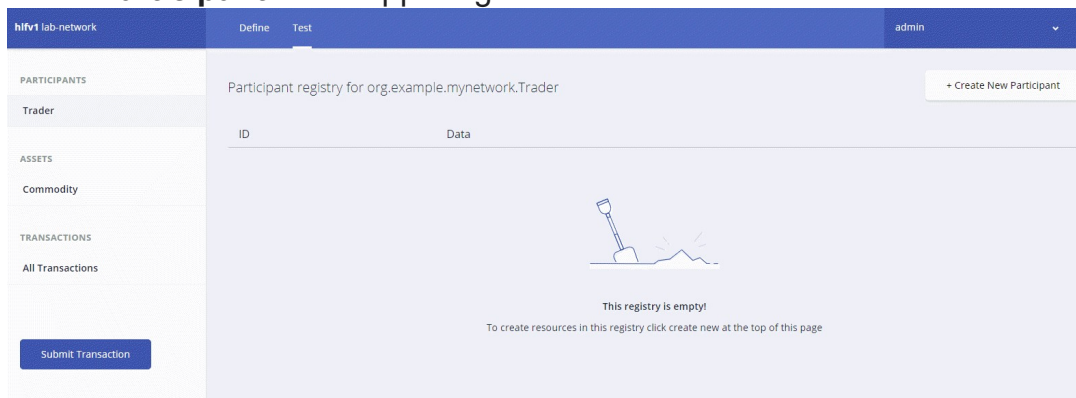 hlfv1 lab-network
Define Test
admin
PARTICIPANTS
Trader
ASSETS
Commodity
TRANSACTIONS
All Transactions
Submit Transaction
Participant registry for org.example.mynetwork.Trader
+ Create New Participant
ID Data
This registry is empty!
To create resources in this registry click create new at the top of this page